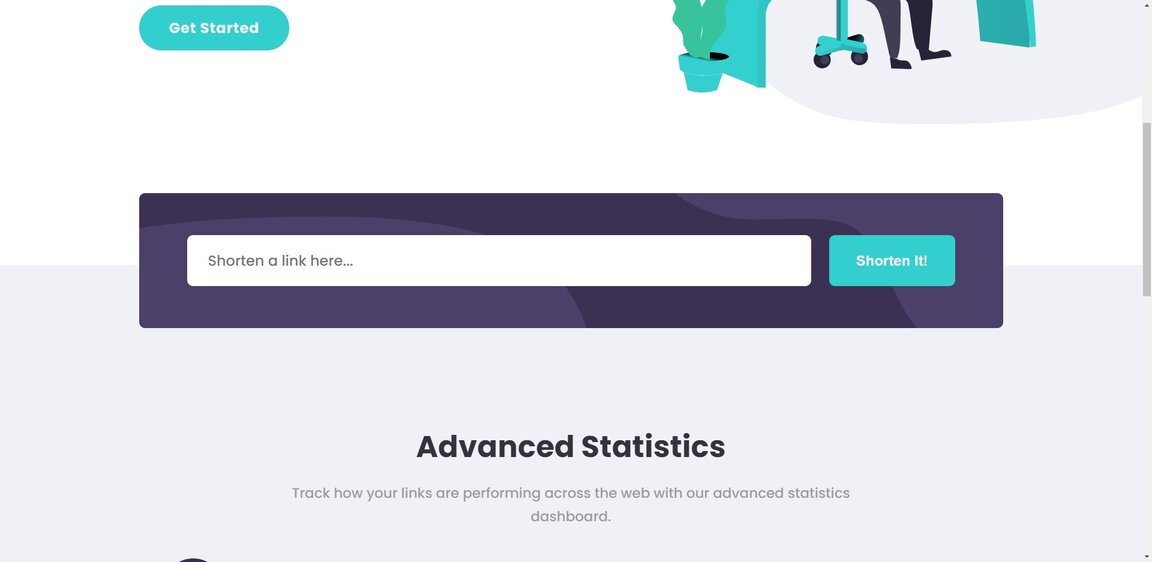 Get Started
Shorten a link here...
Shorten It!
Advanced Statistics
Track how your links are performing across the web with our advanced statistics
dashboard.